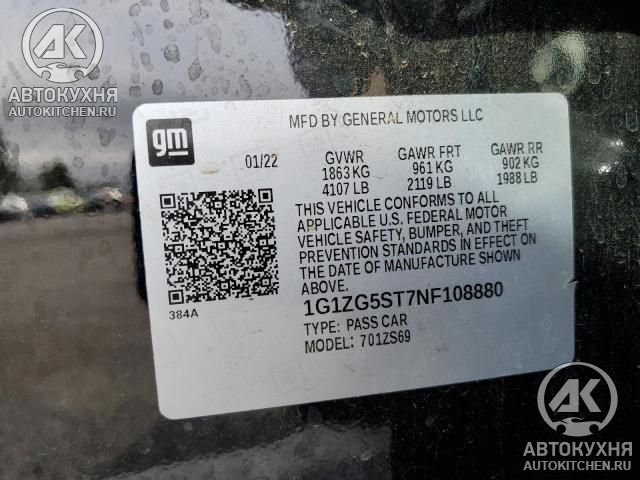 AK
АВТОКУХНЯ
AUTOKITCHEN.RU
gm
MFD BY GENERAL MOTORS LLC
01/22 GVWR GAWR FRT GAWR RR
1863 KG 961 KG 902 KG
4107 LB 2119 LB 1988 LB
THIS VEHICLE CONFORMS TO ALL
APPLICABLE U.S. FEDERAL MOTOR
VEHICLE SAFETY, BUMPER, AND THEFT
PREVENTION STANDARDS IN EFFECT ON
THE DATE OF MANUFACTURE SHOWN
ABOVE.
384A
1G1ZG5ST7NF108880
TYPE: PASS CAR
MODEL: 701ZS69
AK
АВТОКУХНЯ
AUTOKITCHEN.RU